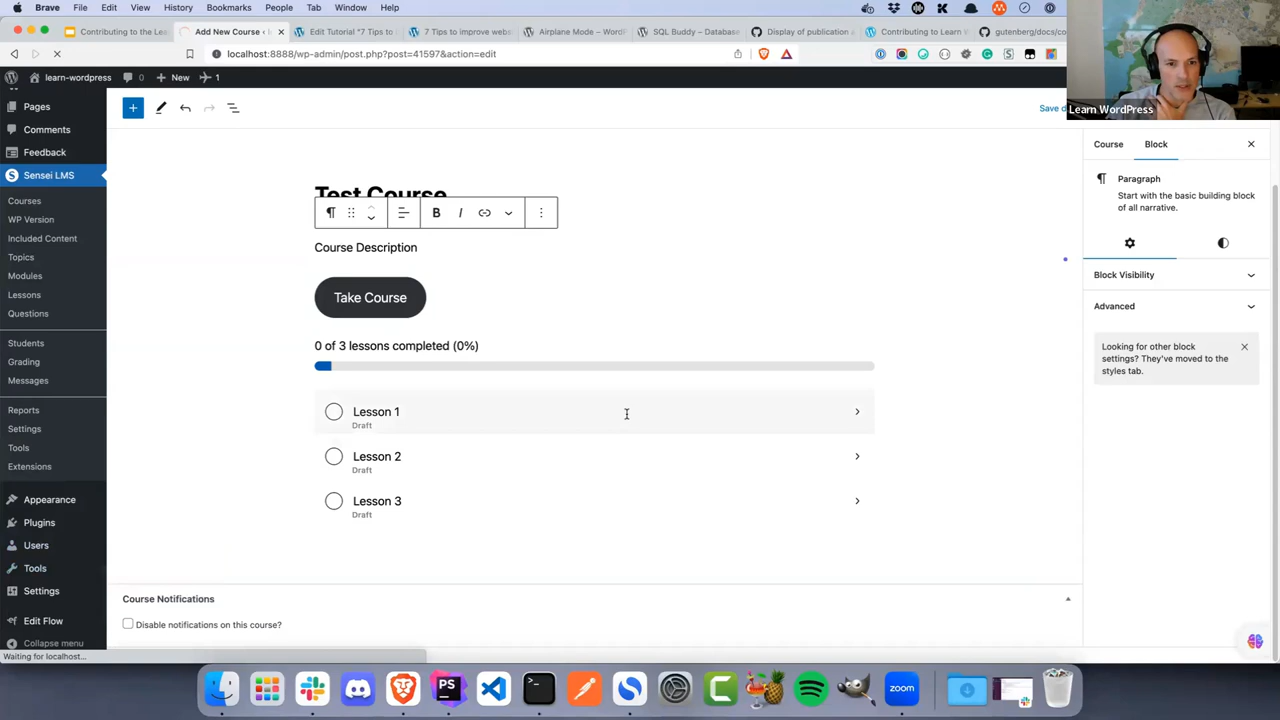 Brave File Edit View History Bookmarks People Tab Window Help
Contributing to the Lea
Add New Course ‹ l
Edit Tutorial "7 Tips to
7 Tips to improve webs
Airplane Mode – WordP
SQL Buddy – Database
Display of publication a
Contributing to Learn W
gutenberg/docs/co
localhost:8888/wp-admin/post.php?post=41597&action=edit
learn-wordpress 0 New 1
Learn WordPress
Pages
Comments
Feedback
Sensei LMS
Courses
WP Version
Included Content
Topics
Modules
Lessons
Questions
Students
Grading
Messages
Reports
Settings
Tools
Extensions
Appearance
Plugins
Users
Tools
Settings
Edit Flow
Collapse menu
Waiting for localhost...
Save d
Test Course
B I
Course Description
Take Course
0 of 3 lessons completed (0%)
Lesson 1
Draft
Lesson 2
Draft
Lesson 3
Draft
Course Notifications
Disable notifications on this course?
Course Block
Paragraph
Start with the basic building block
of all narrative.
Block Visibility
Advanced
Looking for other block
settings? They've moved to the
styles tab.
PS
zoom